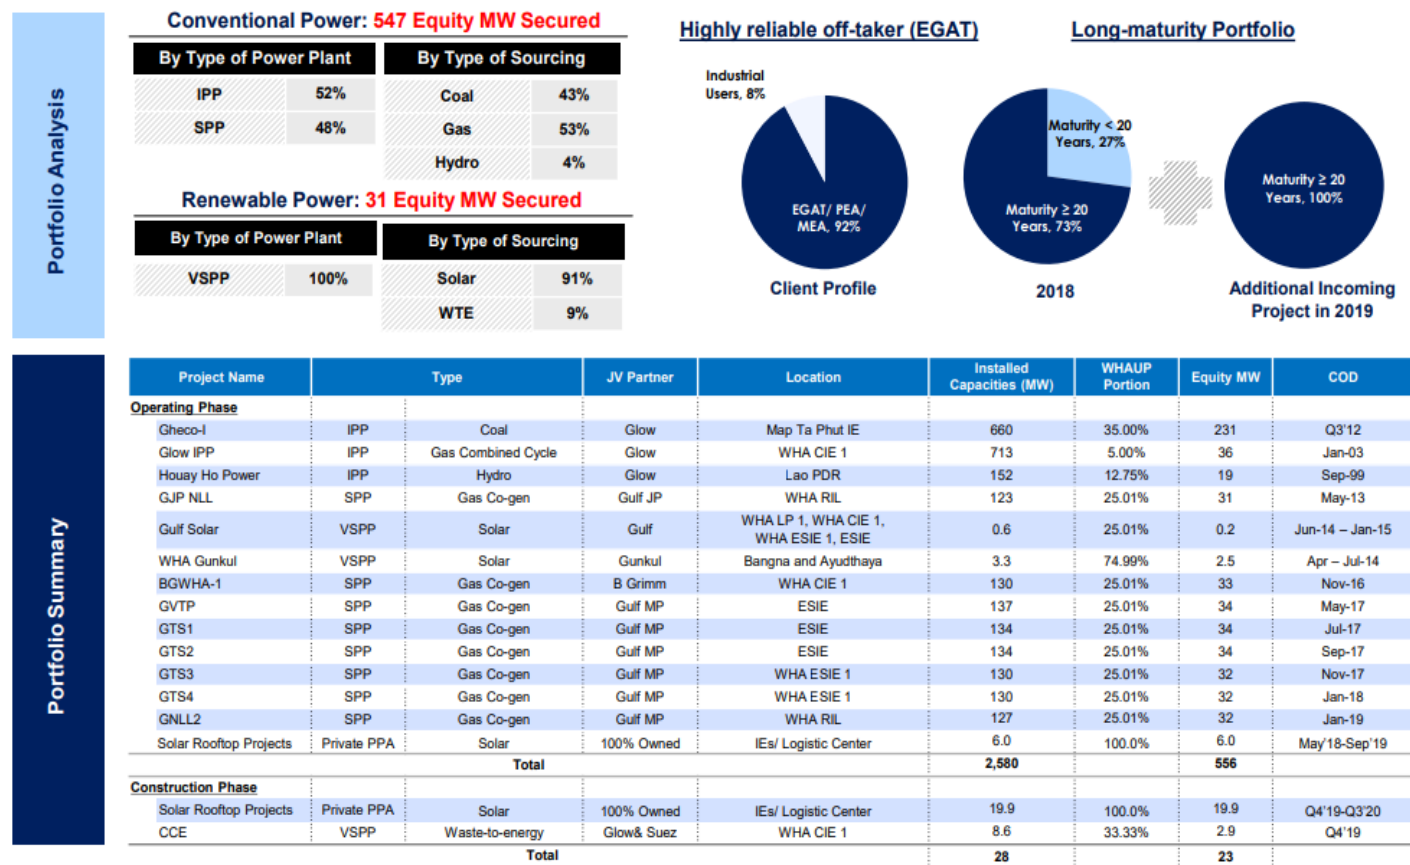 Portfolio Analysis
Conventional Power: 547 Equity MW Secured
By Type of Power Plant
IPP 52%
SPP 48%
By Type of Sourcing
Coal 43%
Gas 53%
Hydro 4%
Renewable Power: 31 Equity MW Secured
By Type of Power Plant
VSPP 100%
By Type of Sourcing
Solar 91%
WTE 9%
Highly reliable off-taker (EGAT)
Industrial
Users, 8%
EGAT/ PEA/
MEA, 92%
Client Profile
Long-maturity Portfolio
Maturity < 20
Years, 27%
Maturity ≥ 20
Years, 73%
2018
Maturity ≥ 20
Years, 100%
Additional Incoming
Project in 2019
Portfolio Summary
Project Name Type JV Partner Location Installed Capacities (MW) WHAUP Portion Equity MW COD
Operating Phase
Gheco-I IPP Coal Glow Map Ta Phut IE 660 35.00% 231 Q3'12
Glow IPP IPP Gas Combined Cycle Glow WHA CIE 1 713 5.00% 36 Jan-03
Houay Ho Power IPP Hydro Glow Lao PDR 152 12.75% 19 Sep-99
GJP NLL SPP Gas Co-gen Gulf JP WHA RIL 123 25.01% 31 May-13
Gulf Solar VSPP Solar Gulf WHA LP 1, WHA CIE 1, WHA ESIE 1, ESIE 0.6 25.01% 0.2 Jun-14 – Jan-15
WHA Gunkul VSPP Solar Gunkul Bangna and Ayudthaya 3.3 74.99% 2.5 Apr – Jul-14
BGWHA-1 SPP Gas Co-gen B Grimm WHA CIE 1 130 25.01% 33 Nov-16
GVTP SPP Gas Co-gen Gulf MP ESIE 137 25.01% 34 May-17
GTS1 SPP Gas Co-gen Gulf MP ESIE 134 25.01% 34 Jul-17
GTS2 SPP Gas Co-gen Gulf MP ESIE 134 25.01% 34 Sep-17
GTS3 SPP Gas Co-gen Gulf MP WHA ESIE 1 130 25.01% 32 Nov-17
GTS4 SPP Gas Co-gen Gulf MP WHA ESIE 1 130 25.01% 32 Jan-18
GNLL2 SPP Gas Co-gen Gulf MP WHA RIL 127 25.01% 32 Jan-19
Solar Rooftop Projects Private PPA Solar 100% Owned IEs/ Logistic Center 6.0 100.0% 6.0 May'18-Sep'19
Total 2,580 556
Construction Phase
Solar Rooftop Projects Private PPA Solar 100% Owned IEs/ Logistic Center 19.9 100.0% 19.9 Q4'19-Q3'20
CCE VSPP Waste-to-energy Glow& Suez WHA CIE 1 8.6 33.33% 2.9 Q4'19
Total 28 23